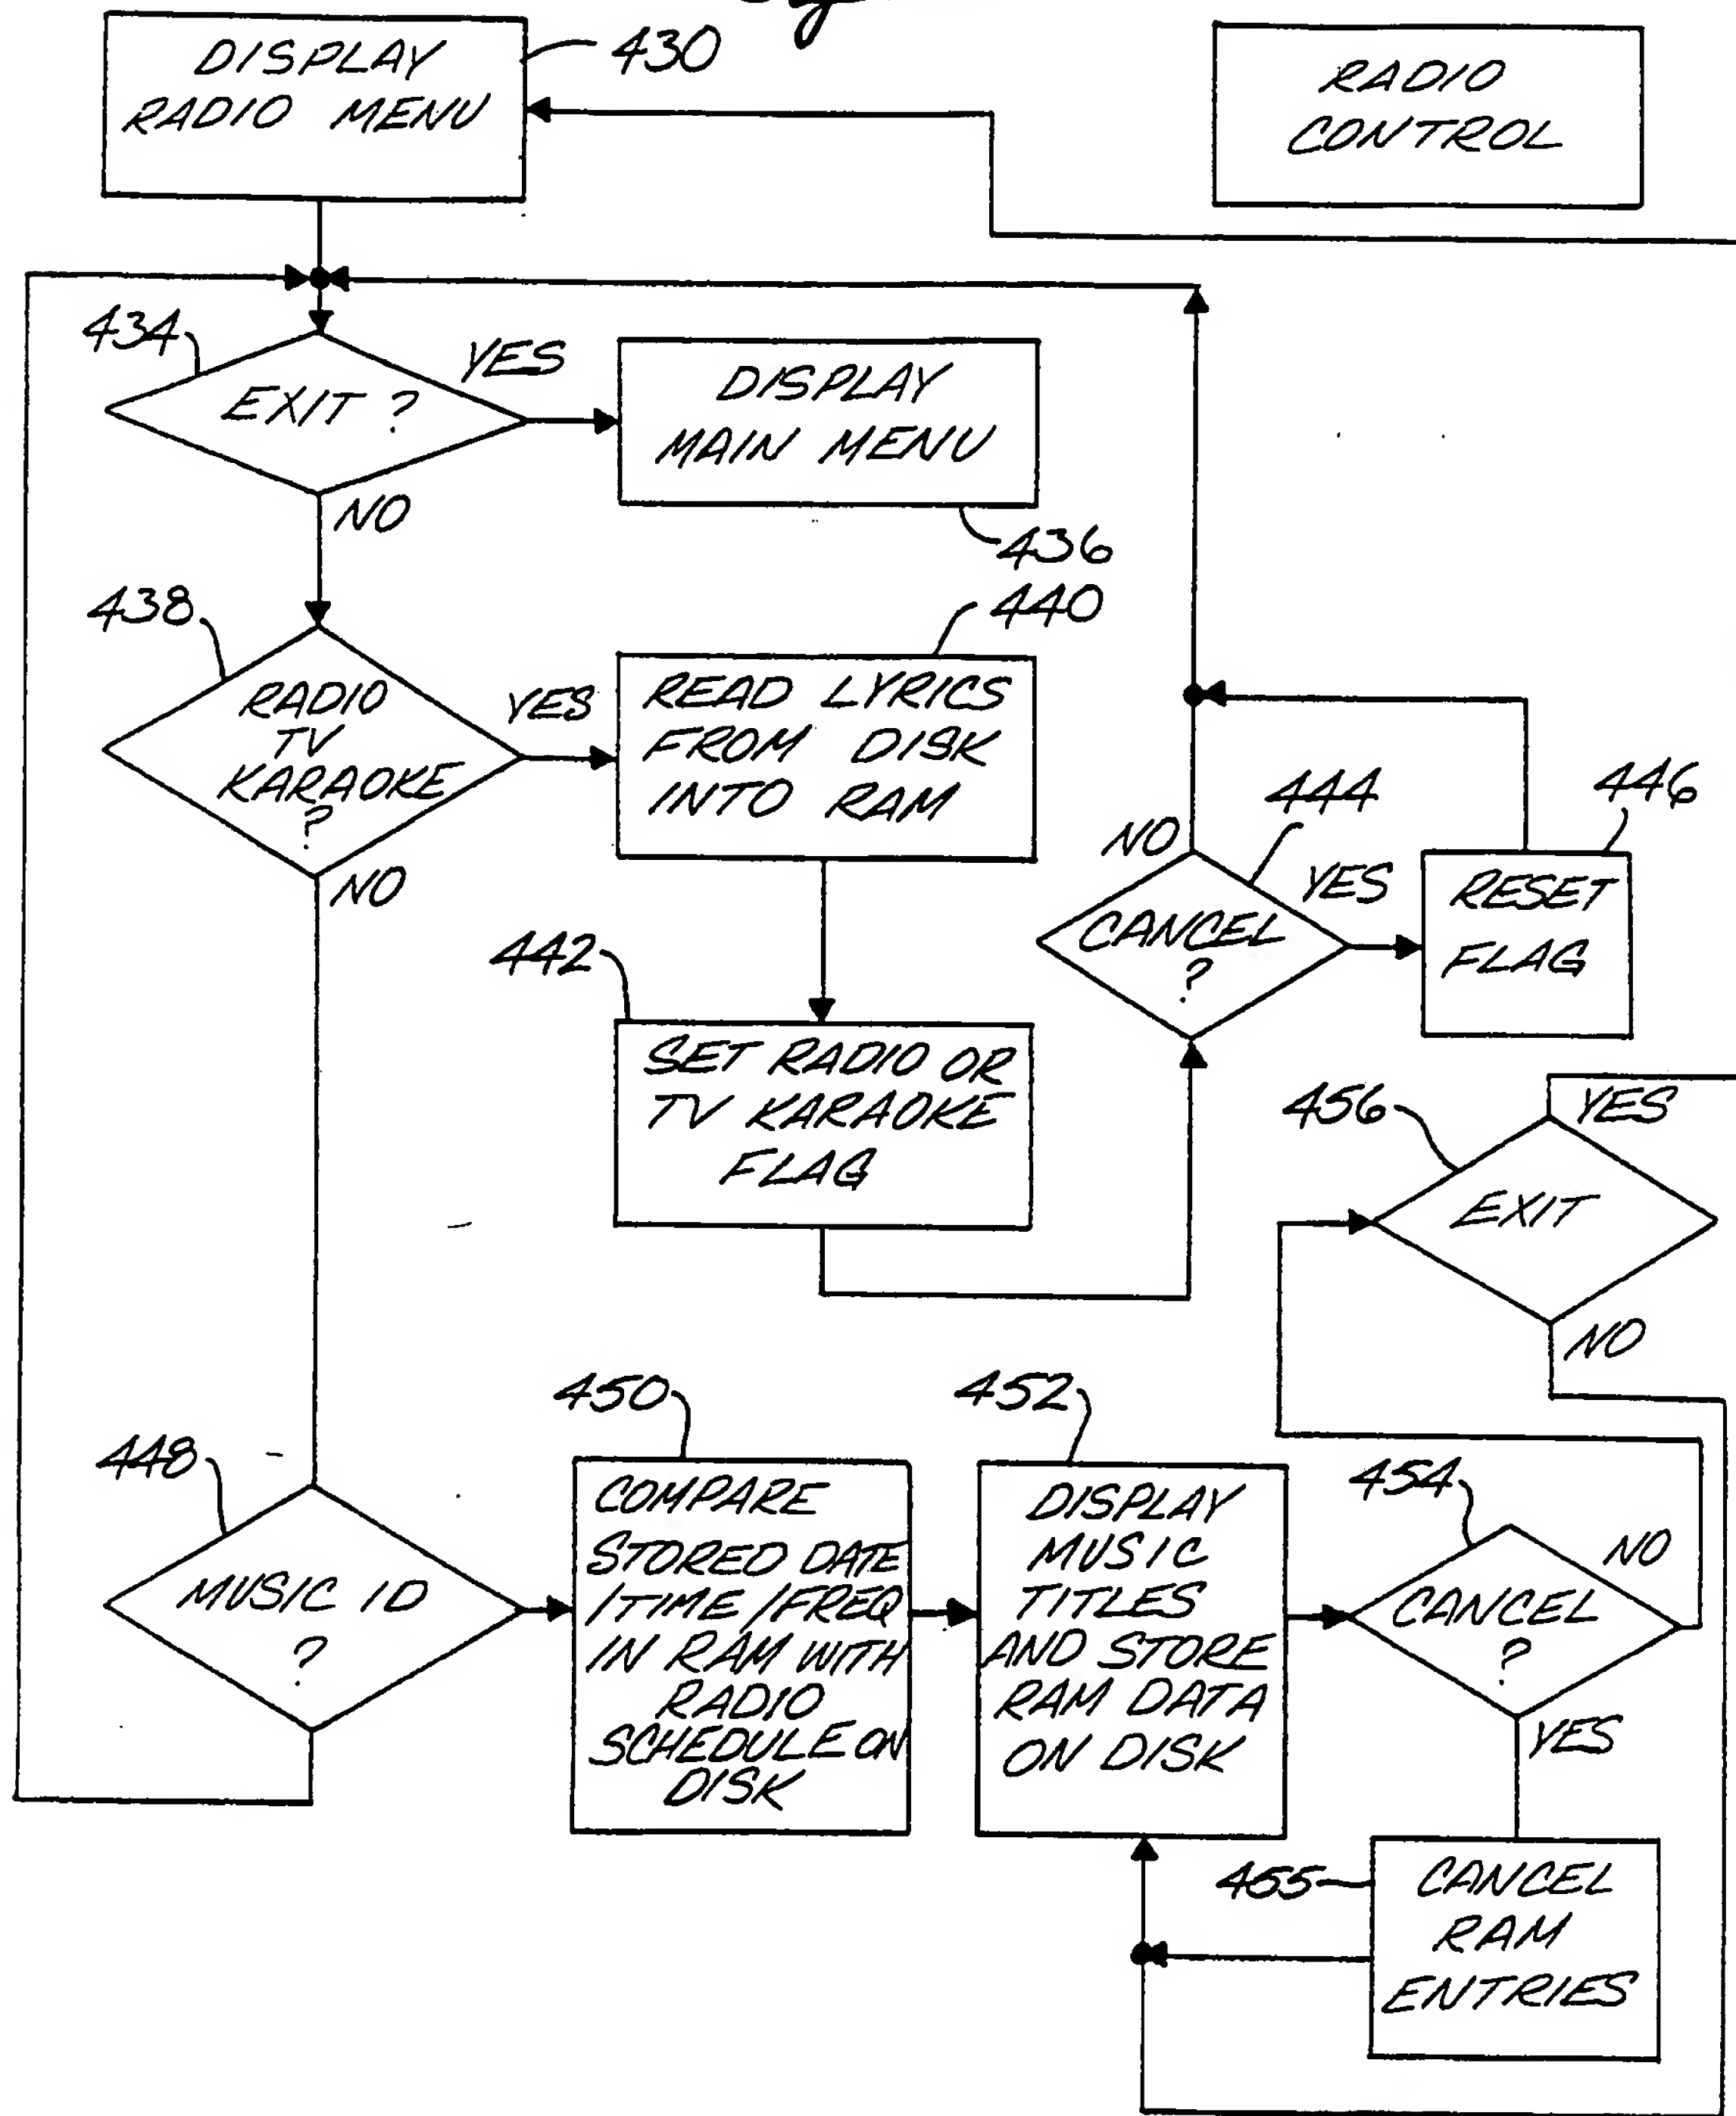 DISPLAY
RADIO MENU
430
RADIO
CONTROL
434
EXIT ?
YES
NO
DISPLAY
MAIN MENU
436
438
RADIO
TV
KARAOKE
?
YES
NO
440
READ LYRICS
FROM DISK
INTO RAM
442
SET RADIO OR
TV KARAOKE
FLAG
444
NO
CANCEL
?
YES
446
RESET
FLAG
456
YES
EXIT
NO
448
MUSIC ID
?
450
COMPARE
STORED DATE
/TIME /FREQ
IN RAM WITH
RADIO
SCHEDULE ON
DISK
452
DISPLAY
MUSIC
TITLES
AND STORE
RAM DATA
ON DISK
454
NO
CANCEL
?
YES
455
CANCEL
RAM
ENTRIES